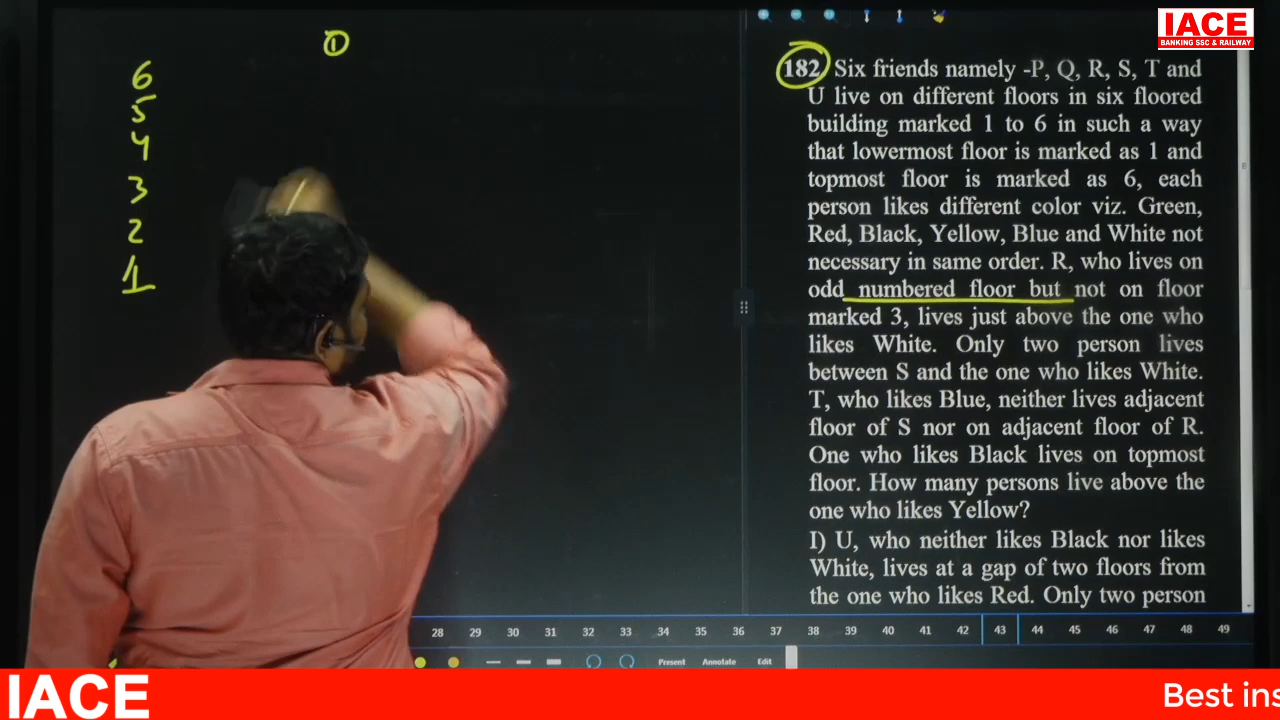 ①
6
5
4
3
2
1
IACE
BANKING SSC & RAILWAY
182 Six friends namely -P, Q, R, S, T and
U live on different floors in six floored
building marked 1 to 6 in such a way
that lowermost floor is marked as 1 and
topmost floor is marked as 6, each
person likes different color viz. Green,
Red, Black, Yellow, Blue and White not
necessary in same order. R, who lives on
odd numbered floor but not on floor
marked 3, lives just above the one who
likes White. Only two person lives
between S and the one who likes White.
T, who likes Blue, neither lives adjacent
floor of S nor on adjacent floor of R.
One who likes Black lives on topmost
floor. How many persons live above the
one who likes Yellow?
I) U, who neither likes Black nor likes
White, lives at a gap of two floors from
the one who likes Red. Only two person
28 29 30 31 32 33 34 35 36 37 38 39 40 41 42 43 44 45 46 47 48 49
Present Annotate Edit
IACE
Best ins